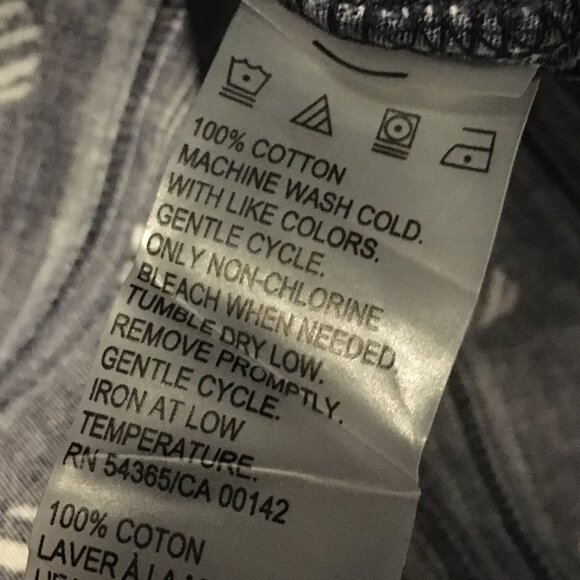 100% COTTON
MACHINE WASH COLD.
WITH LIKE COLORS.
GENTLE CYCLE.
ONLY NON-CHLORINE
BLEACH WHEN NEEDED.
TUMBLE DRY LOW.
REMOVE PROMPTLY.
GENTLE CYCLE.
IRON AT LOW
TEMPERATURE.
RN 54365/CA 00142
100% COTON
LAVER À LA